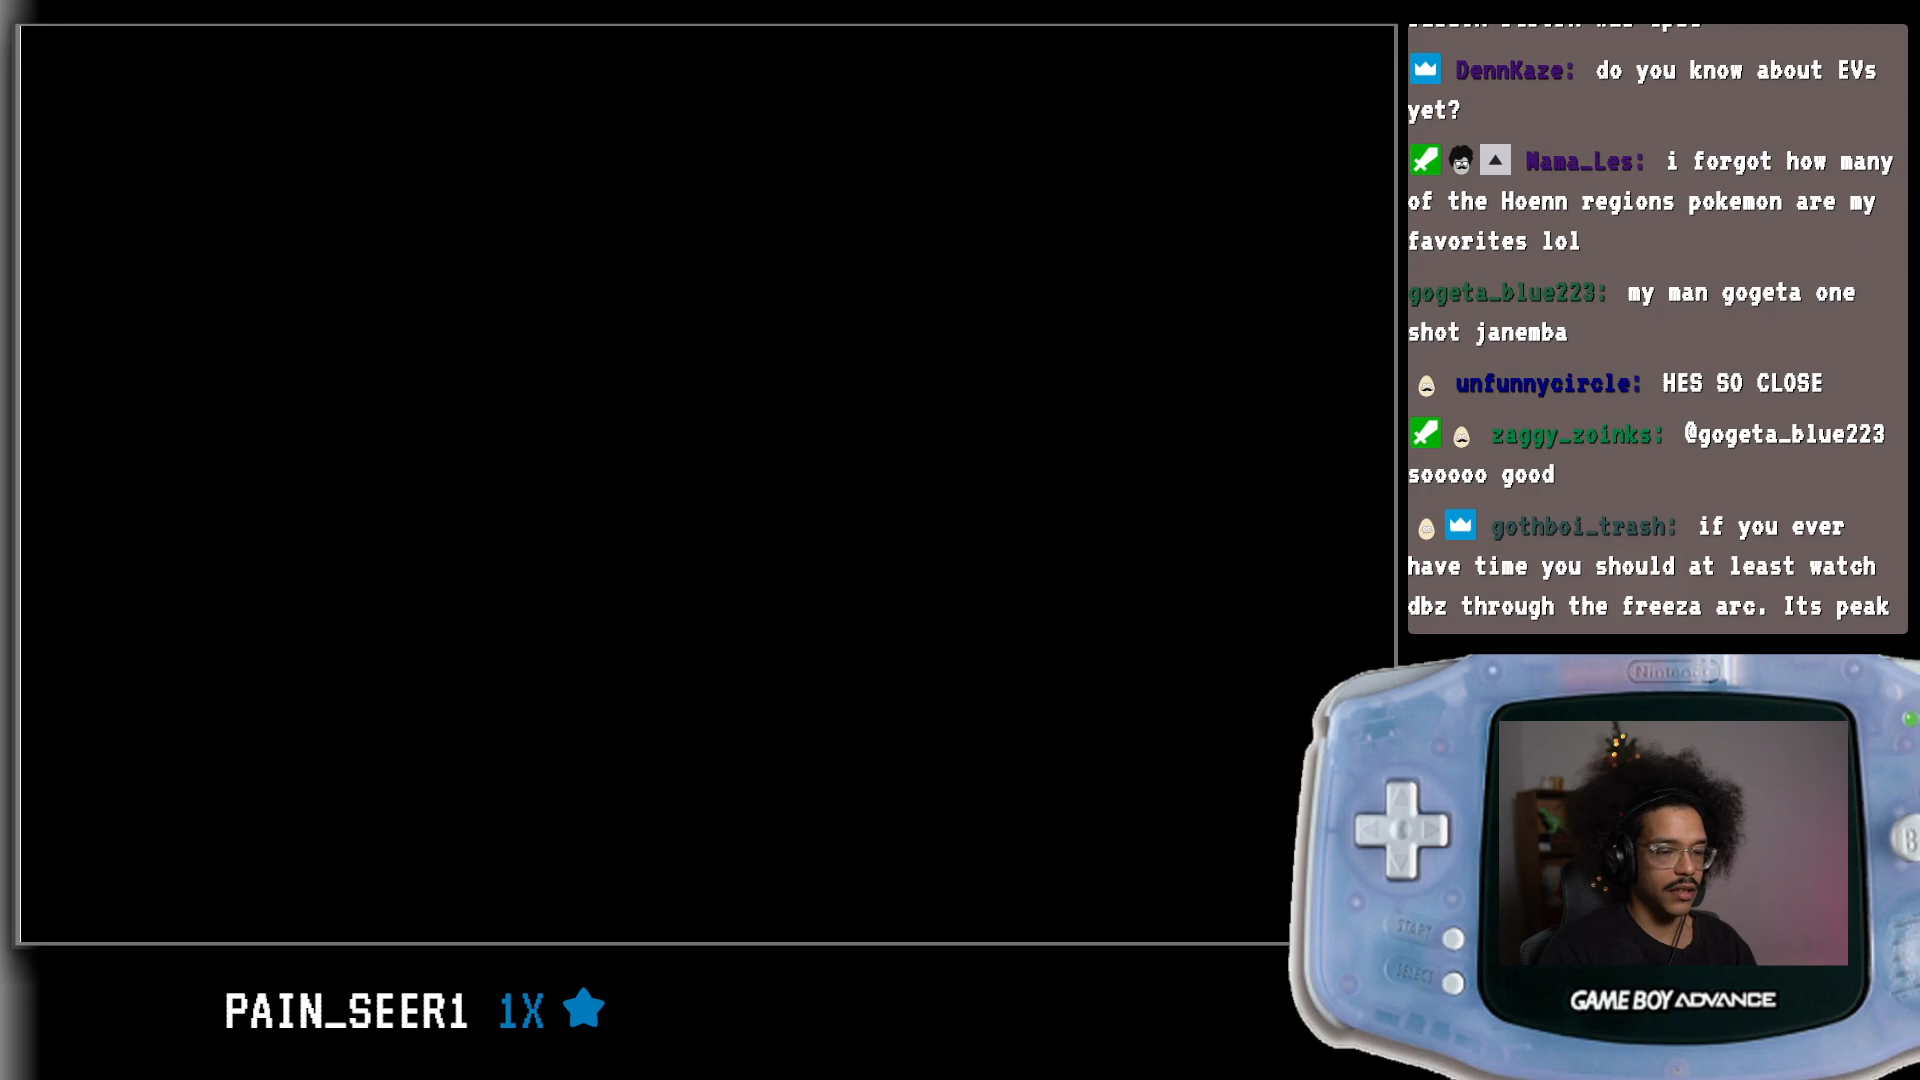 DennKaze: do you know about EVs
yet?
Mama_Les: i forgot how many
of the Hoenn regions pokemon are my
favorites lol
gogeta_blue223: my man gogeta one
shot janemba
unfunnycircle: HES SO CLOSE
zaggy_zoinks: @gogeta_blue223
sooooo good
gothboi_trash: if you ever
have time you should at least watch
dbz through the freeza arc. Its peak
Nintendo
B
START
SELECT
GAME BOY ADVANCE
PAIN_SEER1 1X